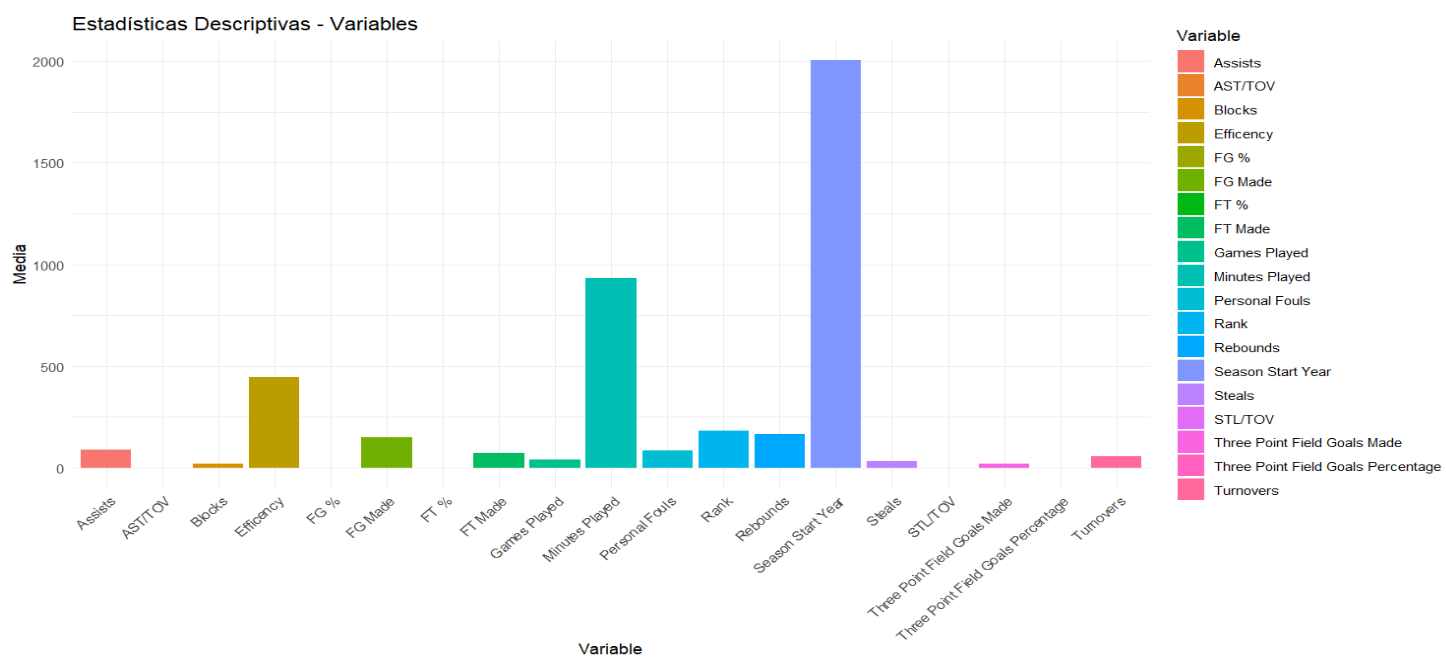 Estadísticas Descriptivas - Variables
Media
2000
1500
1000
500
0
Assists
AST/TOV
Blocks
Efficency
FG %
FG Made
FT %
FT Made
Games Played
Minutes Played
Personal Fouls
Rank
Rebounds
Season Start Year
Steals
STL/TOV
Three Point Field Goals Made
Three Point Field Goals Percentage
Turnovers
Variable
Variable
Assists
AST/TOV
Blocks
Efficency
FG %
FG Made
FT %
FT Made
Games Played
Minutes Played
Personal Fouls
Rank
Rebounds
Season Start Year
Steals
STL/TOV
Three Point Field Goals Made
Three Point Field Goals Percentage
Turnovers